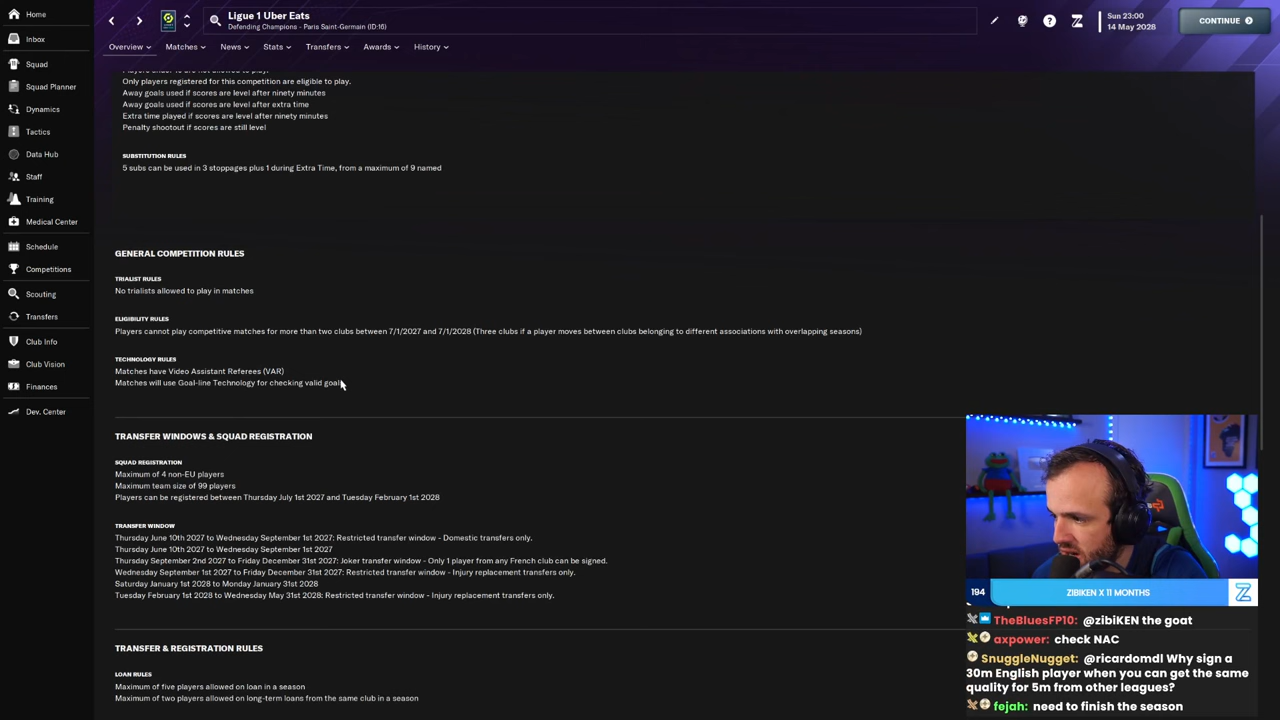 Home
Inbox
Squad
Squad Planner
Dynamics
Tactics
Data Hub
Staff
Training
Medical Center
Schedule
Competitions
Scouting
Transfers
Club Info
Club Vision
Finances
Dev. Center
Ligue 1 Uber Eats
Defending Champions - Paris Saint-Germain (ID:16)
Sun 23:00
14 May 2028
CONTINUE
Overview
Matches
News
Stats
Transfers
Awards
History
Only players registered for this competition are eligible to play.
Away goals used if scores are level after ninety minutes
Away goals used if scores are level after extra time
Extra time played if scores are level after ninety minutes
Penalty shootout if scores are still level
SUBSTITUTION RULES
5 subs can be used in 3 stoppages plus 1 during Extra Time, from a maximum of 9 named
GENERAL COMPETITION RULES
TRIALIST RULES
No trialists allowed to play in matches
ELIGIBILITY RULES
Players cannot play competitive matches for more than two clubs between 7/1/2027 and 7/1/2028 (Three clubs if a player moves between clubs belonging to different associations with overlapping seasons)
TECHNOLOGY RULES
Matches have Video Assistant Referees (VAR)
Matches will use Goal-line Technology for checking valid goals
TRANSFER WINDOWS & SQUAD REGISTRATION
SQUAD REGISTRATION
Maximum of 4 non-EU players
Maximum team size of 99 players
Players can be registered between Thursday July 1st 2027 and Tuesday February 1st 2028
TRANSFER WINDOW
Thursday June 10th 2027 to Wednesday September 1st 2027: Restricted transfer window - Domestic transfers only.
Thursday June 10th 2027 to Wednesday September 1st 2027
Thursday September 2nd 2027 to Friday December 31st 2027: Joker transfer window - Only 1 player from any French club can be signed.
Wednesday September 1st 2027 to Friday December 31st 2027: Restricted transfer window - Injury replacement transfers only.
Saturday January 1st 2028 to Monday January 31st 2028
Tuesday February 1st 2028 to Wednesday May 31st 2028: Restricted transfer window - Injury replacement transfers only.
TRANSFER & REGISTRATION RULES
LOAN RULES
Maximum of five players allowed on loan in a season
Maximum of two players allowed on long-term loans from the same club in a season
194
ZIBIKEN X 11 MONTHS
TheBluesFP10: @zibiKEN the goat
axpower: check NAC
SnuggleNugget: @ricardomdl Why sign a
30m English player when you can get the same
quality for 5m from other leagues?
fejah: need to finish the season